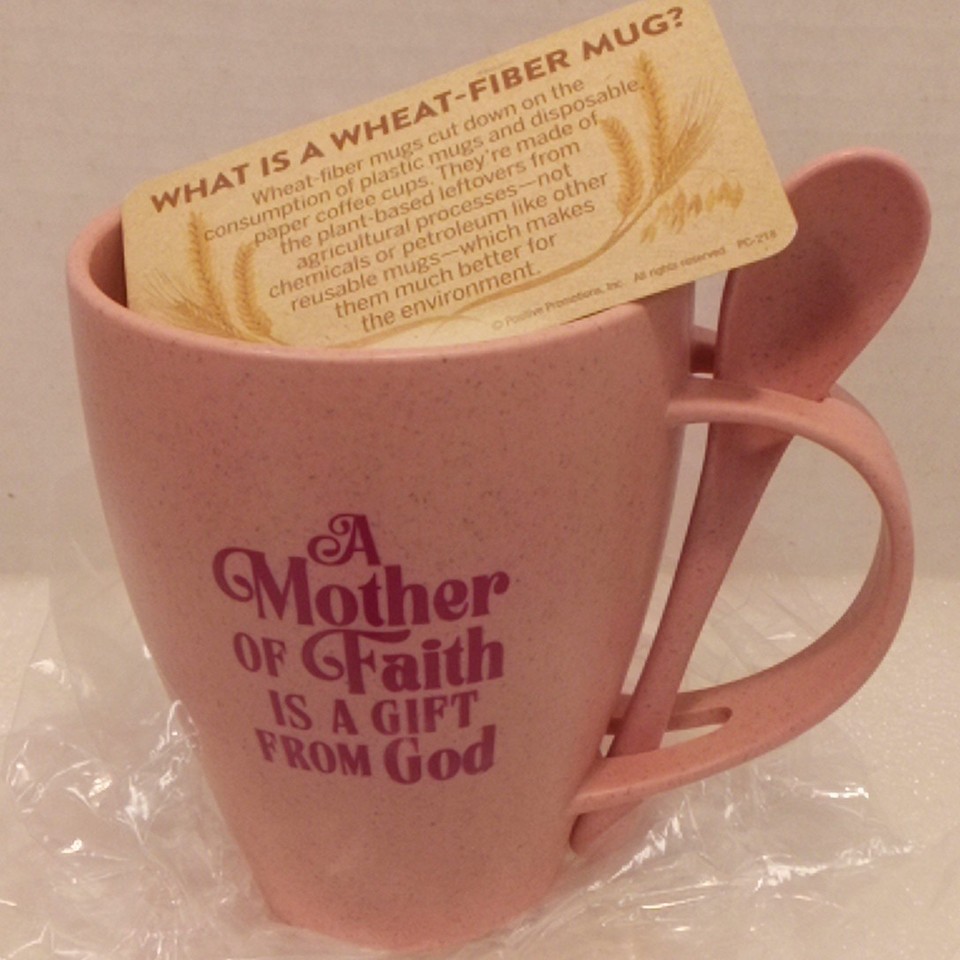 WHAT IS A WHEAT-FIBER MUG?
Wheat-fiber mugs cut down on the
consumption of plastic mugs and disposable
paper coffee cups. They're made of
the plant-based leftovers from
agricultural processes—not
chemicals or petroleum like other
reusable mugs—which makes
them much better for
the environment.
© Positive Promotions, Inc. All rights reserved PC-218
A
Mother
OF Faith
IS A GIFT
FROM God